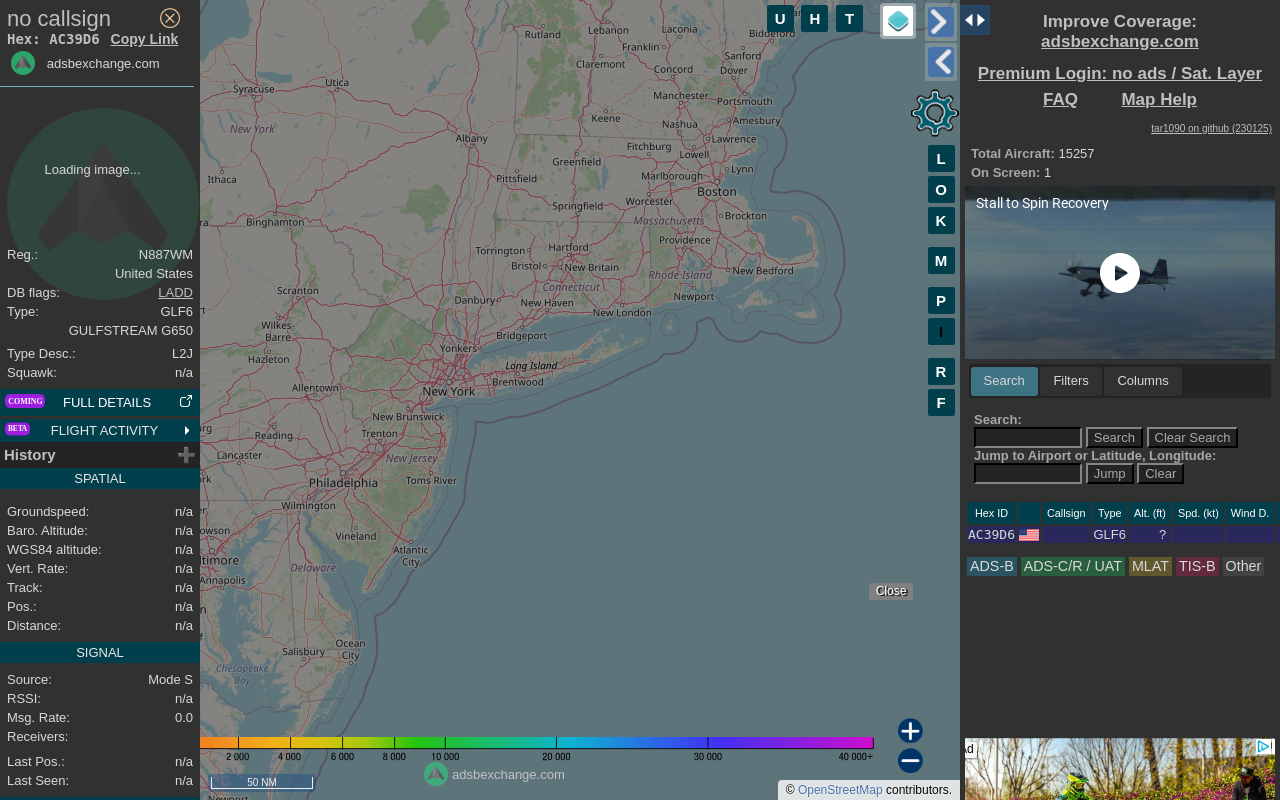 no callsign
Hex: AC39D6 Copy Link
adsbexchange.com
Loading image...
Reg.: N887WM
United States
DB flags: LADD
Type: GLF6
GULFSTREAM G650
Type Desc.: L2J
Squawk: n/a
COMING FULL DETAILS
BETA FLIGHT ACTIVITY
History
SPATIAL
Groundspeed: n/a
Baro. Altitude: n/a
WGS84 altitude: n/a
Vert. Rate: n/a
Track: n/a
Pos.: n/a
Distance: n/a
SIGNAL
Source: Mode S
RSSI: n/a
Msg. Rate: 0.0
Receivers:
Last Pos.: n/a
Last Seen: n/a
U H T
L
O
K
M
P
I
R
F
Rutland
Lebanon
Laconia
Biddeford
Franklin
Sanford
Claremont
Concord
Dover
Utica
Syracuse
Manchester
Portsmouth
Keene
Amesbury
New York
Albany
Nashua
Lawrence
Fitchburg
Greenfield
Lowell
Ithaca
Pittsfield
Marlborough
Lynn
Boston
Springfield
Worcester
Binghamton
Massachusetts
Brockton
Torrington
Hartford
Providence
Bristol
New Britain
Rhode Island
New Bedford
Connecticut
Scranton
Danbury
New Haven
Newport
New London
Wilkes-
Barre
Bridgeport
Yonkers
Hazleton
Long Island
Allentown
New York
Brentwood
New Brunswick
Reading
Trenton
Lancaster
New Jersey
Philadelphia
Toms River
Wilmington
Vineland
Atlantic
City
Delaware
Annapolis
Ocean
City
Salisbury
Chesapeake
Bay
Close
2 000 4 000 6 000 8 000 10 000 20 000 30 000 40 000+
50 NM
adsbexchange.com
© OpenStreetMap contributors.
Improve Coverage:
adsbexchange.com
Premium Login: no ads / Sat. Layer
FAQ Map Help
tar1090 on github (230125)
Total Aircraft: 15257
On Screen: 1
Stall to Spin Recovery
Search Filters Columns
Search:
Search Clear Search
Jump to Airport or Latitude, Longitude:
Jump Clear
Hex ID Callsign Type Alt. (ft) Spd. (kt) Wind D.
AC39D6 GLF6 ?
ADS-B ADS-C/R / UAT MLAT TIS-B Other